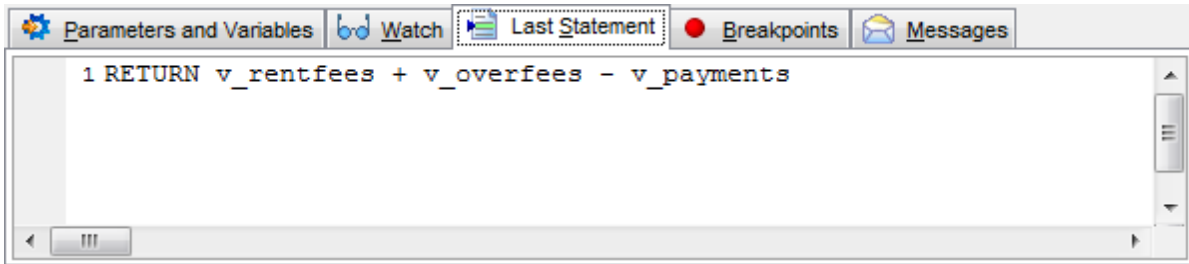 Parameters and Variables Watch Last Statement Breakpoints Messages
1 RETURN v_rentfees + v_overfees - v_payments